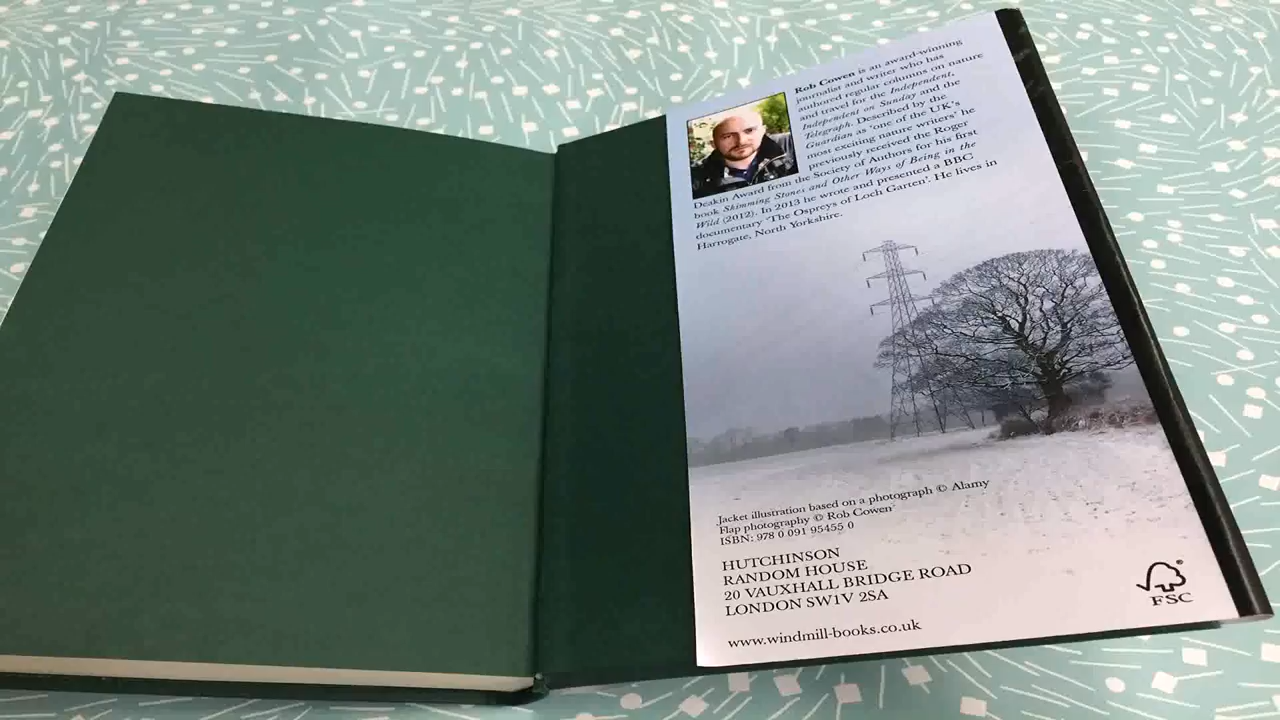 Rob Cowen is an award-winning
journalist and writer who has
authored regular columns on nature
and travel for the Independent,
Independent on Sunday and the
Telegraph. Described by the
Guardian as 'one of the UK's
most exciting nature writers' he
previously received the Roger
Deakin Award from the Society of Authors for his first
book Skimming Stones and Other Ways of Being in the
Wild (2012). In 2013 he wrote and presented a BBC
documentary 'The Ospreys of Loch Garten'. He lives in
Harrogate, North Yorkshire.
Jacket illustration based on a photograph © Alamy
Flap photography © Rob Cowen
ISBN: 978 0 091 95455 0
HUTCHINSON
RANDOM HOUSE
20 VAUXHALL BRIDGE ROAD
LONDON SW1V 2SA
www.windmill-books.co.uk
FSC